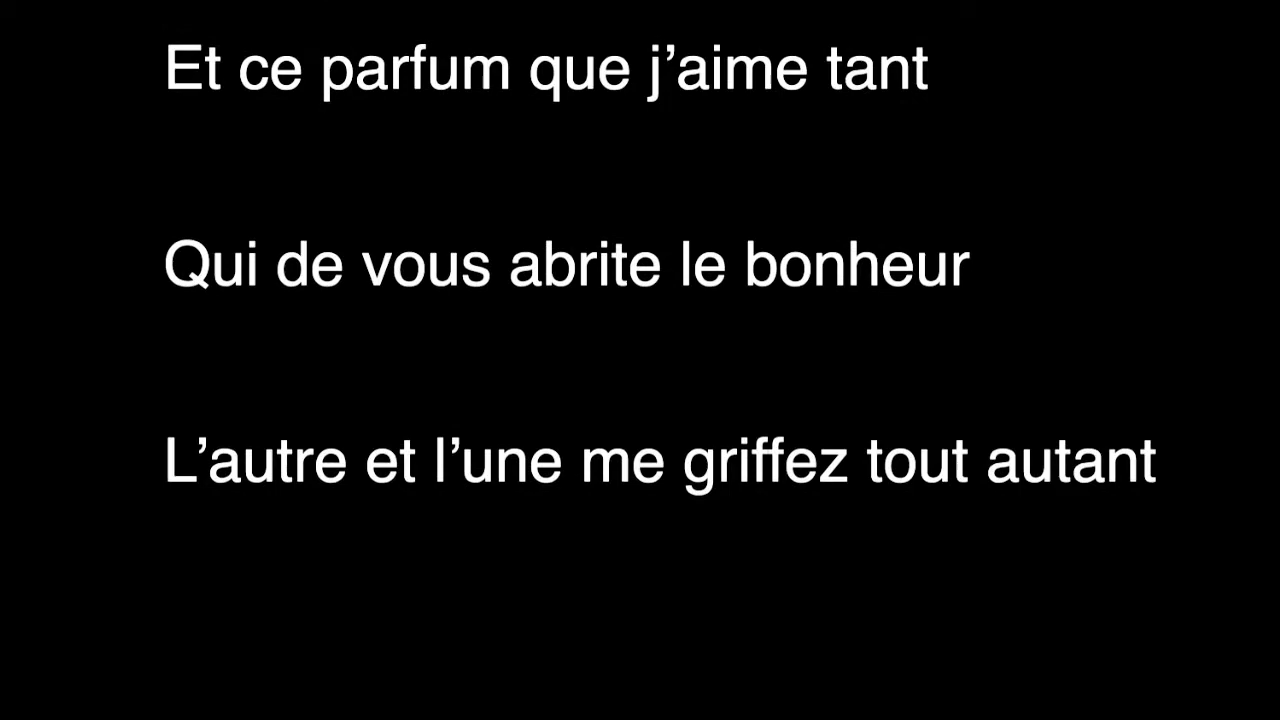 Et ce parfum que j’aime tant
Qui de vous abrite le bonheur
L’autre et l’une me griffez tout autant